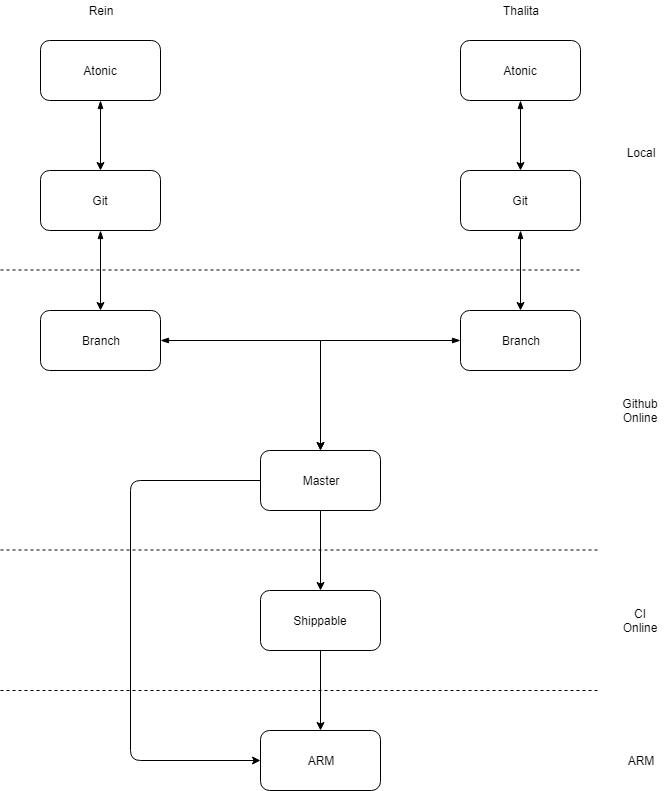 Rein
Thalita
Atonic
Atonic
Local
Git
Git
Branch
Branch
Github
Online
Master
Shippable
CI
Online
ARM
ARM